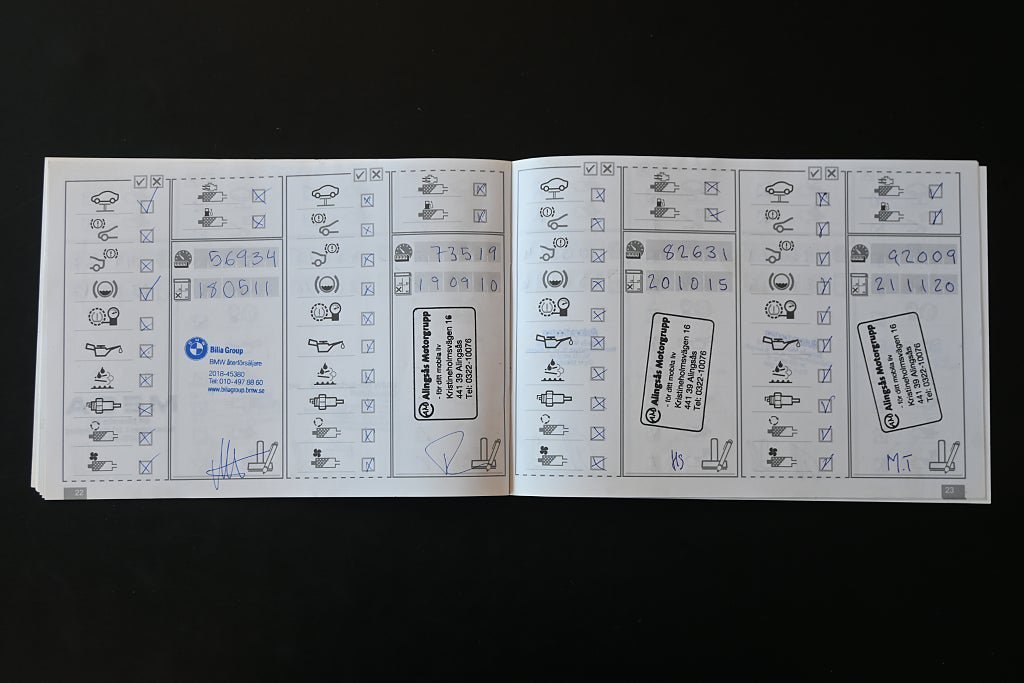 56934
180511
BMW
Bilia Group
BMW återförsäljare
2018-45380
Tel: 010-497 88 60
www.biliagroup.bmw.se
22
73519
190910
Alingsås Motorgrupp
- för ditt mobila liv
Kristineholmsvägen 16
441 39 Alingsås
Tel: 0322-10076
82631
201015
Alingsås Motorgrupp
- för ditt mobila liv
Kristineholmsvägen 16
441 39 Alingsås
Tel: 0322-10076
HS
92009
211120
Alingsås Motorgrupp
- för ditt mobila liv
Kristineholmsvägen 16
441 39 Alingsås
Tel: 0322-10076
M.T
23